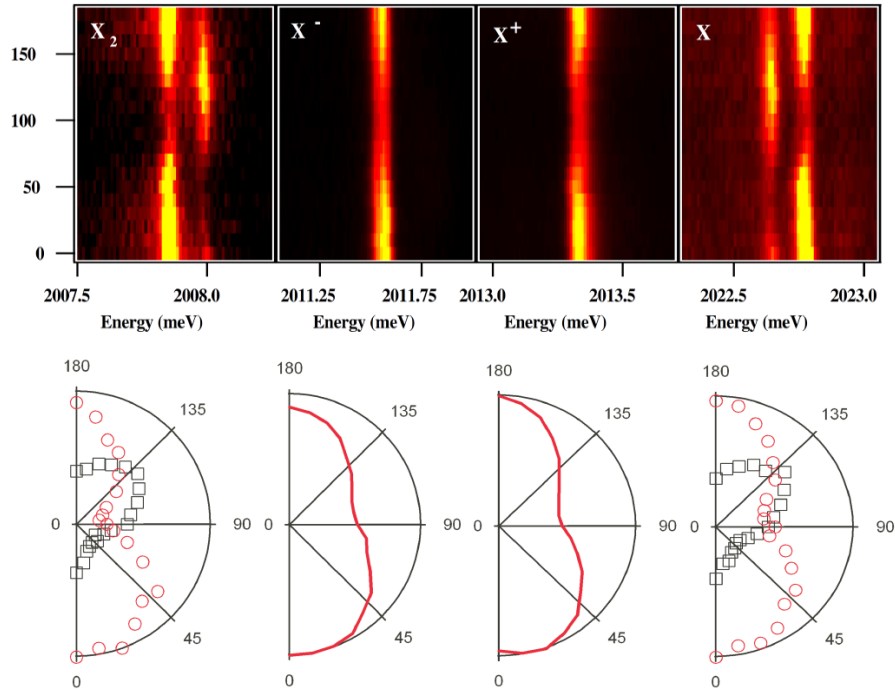 X₂ X⁻ X⁺ X
150
100
50
0
2007.5 2008.0 2011.25 2011.75 2013.0 2013.5 2022.5 2023.0
Energy (meV) Energy (meV) Energy (meV) Energy (meV)
180 180 180 180
135 135 135 135
0 90 0 90 0 90 0 90
45 45 45 45
0 0 0 0